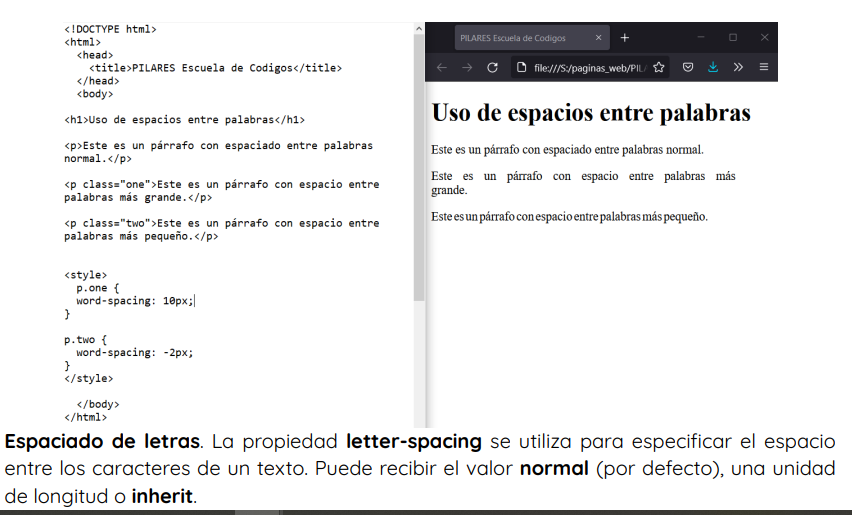 <!DOCTYPE html>
<html>
<head>
<title>PILARES Escuela de Codigos</title>
</head>
<body>
<h1>Uso de espacios entre palabras</h1>
<p>Este es un párrafo con espaciado entre palabras
normal.</p>
<p class="one">Este es un párrafo con espacio entre
palabras más grande.</p>
<p class="two">Este es un párrafo con espacio entre
palabras más pequeño.</p>
<style>
p.one {
word-spacing: 10px;
}
p.two {
word-spacing: -2px;
}
</style>
</body>
</html>
PILARES Escuela de Codigos
file:///S:/paginas_web/PIL
Uso de espacios entre palabras
Este es un párrafo con espaciado entre palabras normal.
Este es un párrafo con espacio entre palabras más
grande.
Este es un párrafo con espacio entre palabras más pequeño.
Espaciado de letras. La propiedad letter-spacing se utiliza para especificar el espacio
entre los caracteres de un texto. Puede recibir el valor normal (por defecto), una unidad
de longitud o inherit.